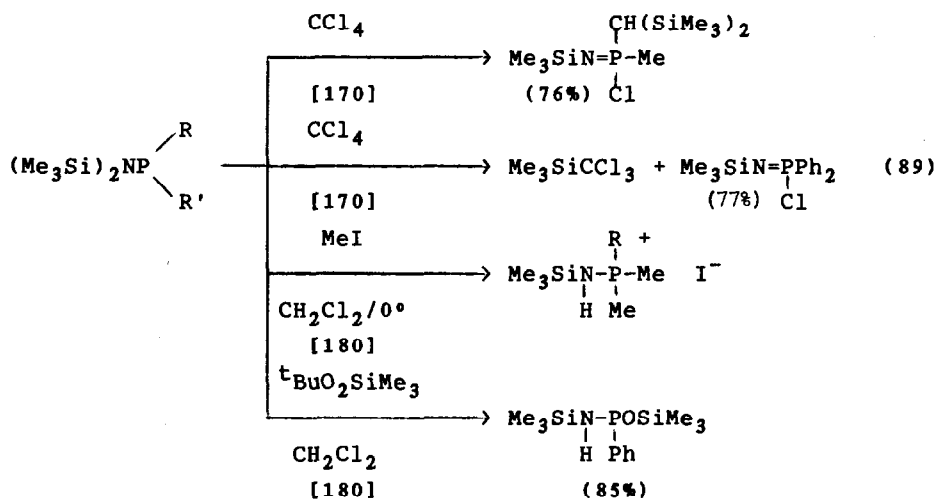 CCl4
CH(SiMe3)2
Me3SiN=P-Me
Cl
[170]
(76%)
CCl4
(Me3Si)2NP
R
R'
Me3SiCCl3 + Me3SiN=PPh2
Cl
(77%)
(89)
[170]
MeI
R +
Me3SiN-P-Me I-
H Me
CH2Cl2/0°
[180]
tBuO2SiMe3
Me3SiN-POSiMe3
H Ph
CH2Cl2
[180]
(85%)